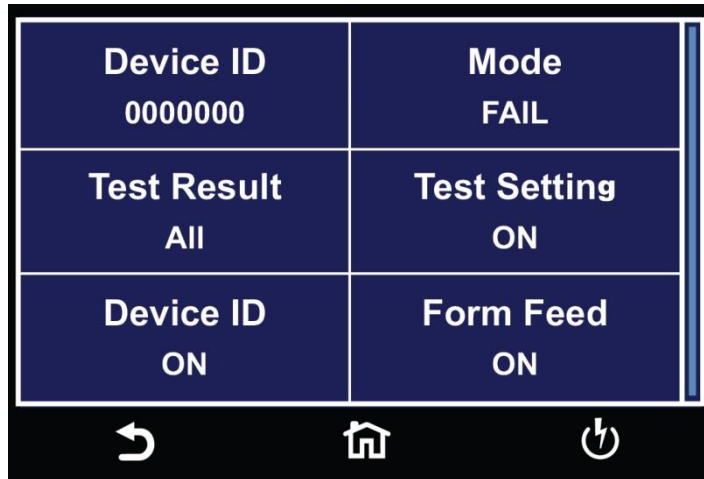 Device ID
0000000
Mode
FAIL
Test Result
All
Test Setting
ON
Device ID
ON
Form Feed
ON